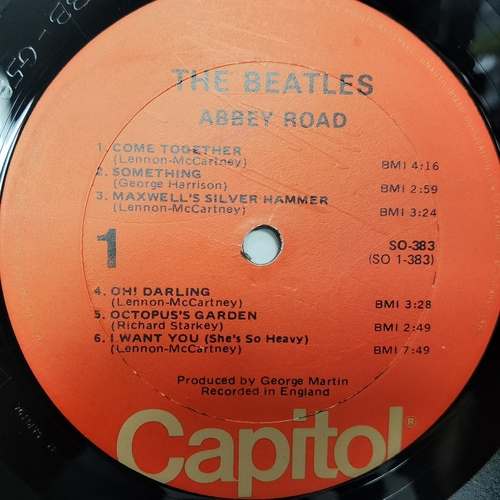 THE BEATLES
ABBEY ROAD
1. COME TOGETHER
(Lennon-McCartney) BMI 4:16
2. SOMETHING
(George Harrison) BMI 2:59
3. MAXWELL'S SILVER HAMMER
(Lennon-McCartney) BMI 3:24
1
SO-383
(SO 1-383)
4. OH! DARLING
(Lennon-McCartney) BMI 3:28
5. OCTOPUS'S GARDEN
(Richard Starkey) BMI 2:49
6. I WANT YOU (She's So Heavy)
(Lennon-McCartney) BMI 7:49
Produced by George Martin
Recorded in England
Capitol®